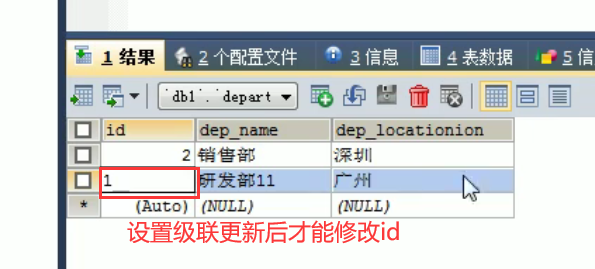 1 结果 2 个配置文件 3 信息 4 表数据 5 信
`db1`.`depart`
id dep_name dep_locationion
2 销售部 深圳
1__ 研发部11 广州
* (Auto) (NULL) (NULL)
设置级联更新后才能修改id